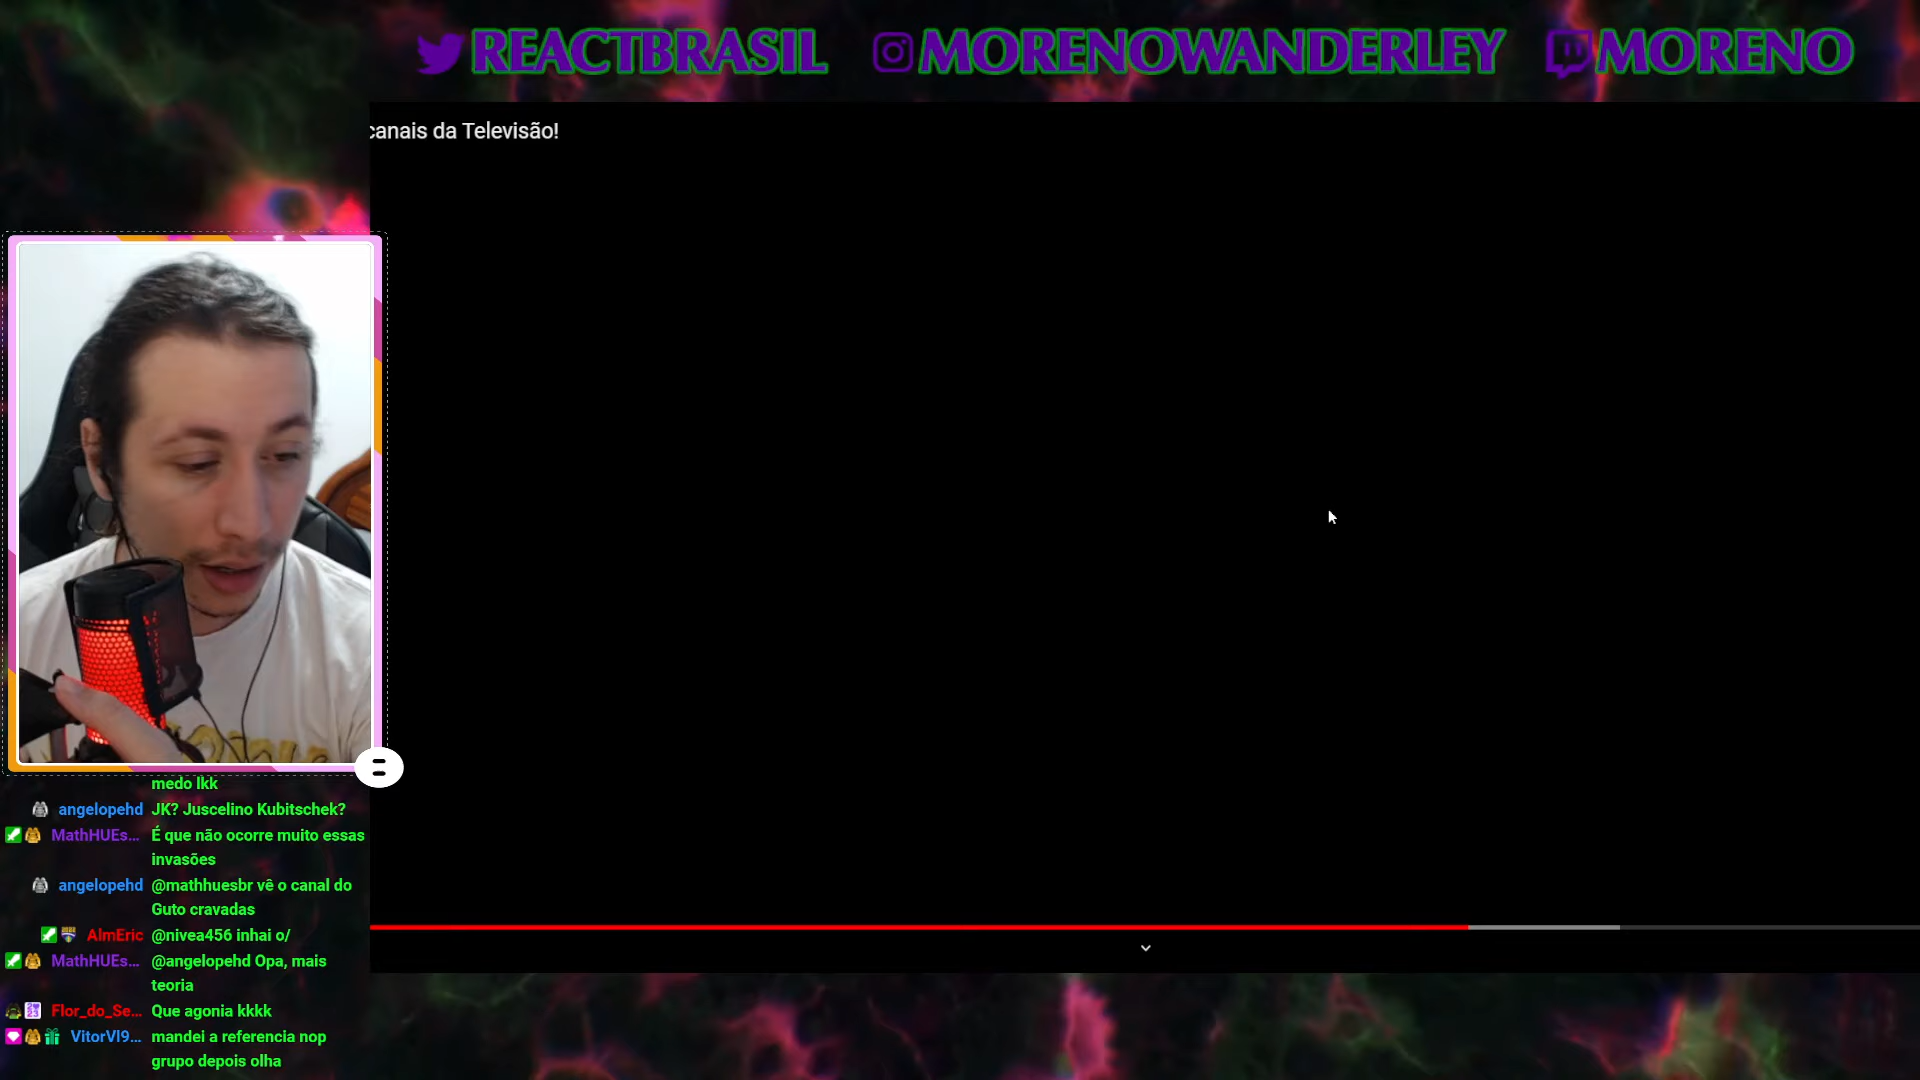 REACTBRASIL MORENOWANDERLEY MORENO
canais da Televisão!
medo lkk
angelopehd JK? Juscelino Kubitschek?
MathHUEs... É que não ocorre muito essas
invasões
angelopehd @mathhuesbr vê o canal do
Guto cravadas
AlmEric @nivea456 inhai o/
MathHUEs... @angelopehd Opa, mais
teoria
Flor_do_Se... Que agonia kkkk
VitorVl9... mandei a referencia nop
grupo depois olha